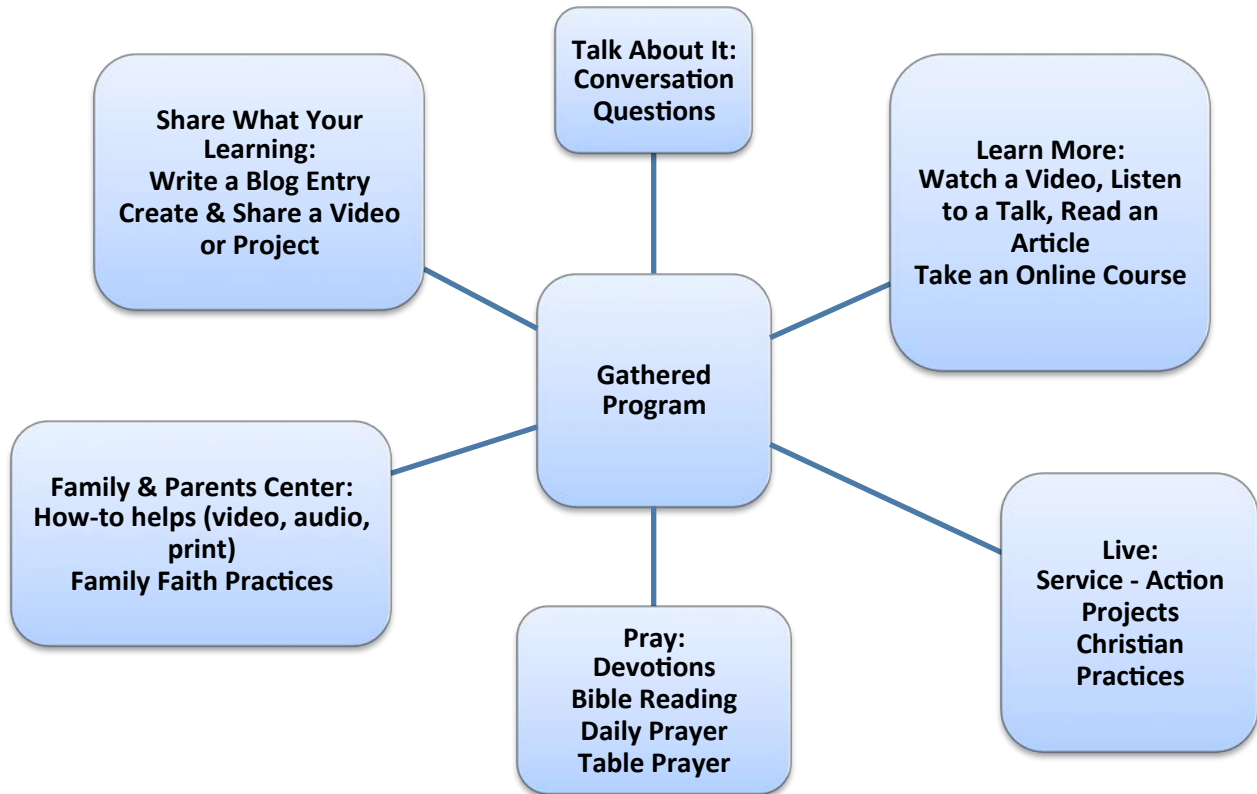 Talk About It:
Conversation
Questions
Share What Your
Learning:
Write a Blog Entry
Create & Share a Video
or Project
Learn More:
Watch a Video, Listen
to a Talk, Read an
Article
Take an Online Course
Gathered
Program
Family & Parents Center:
How-to helps (video, audio,
print)
Family Faith Practices
Live:
Service - Action
Projects
Christian
Practices
Pray:
Devotions
Bible Reading
Daily Prayer
Table Prayer